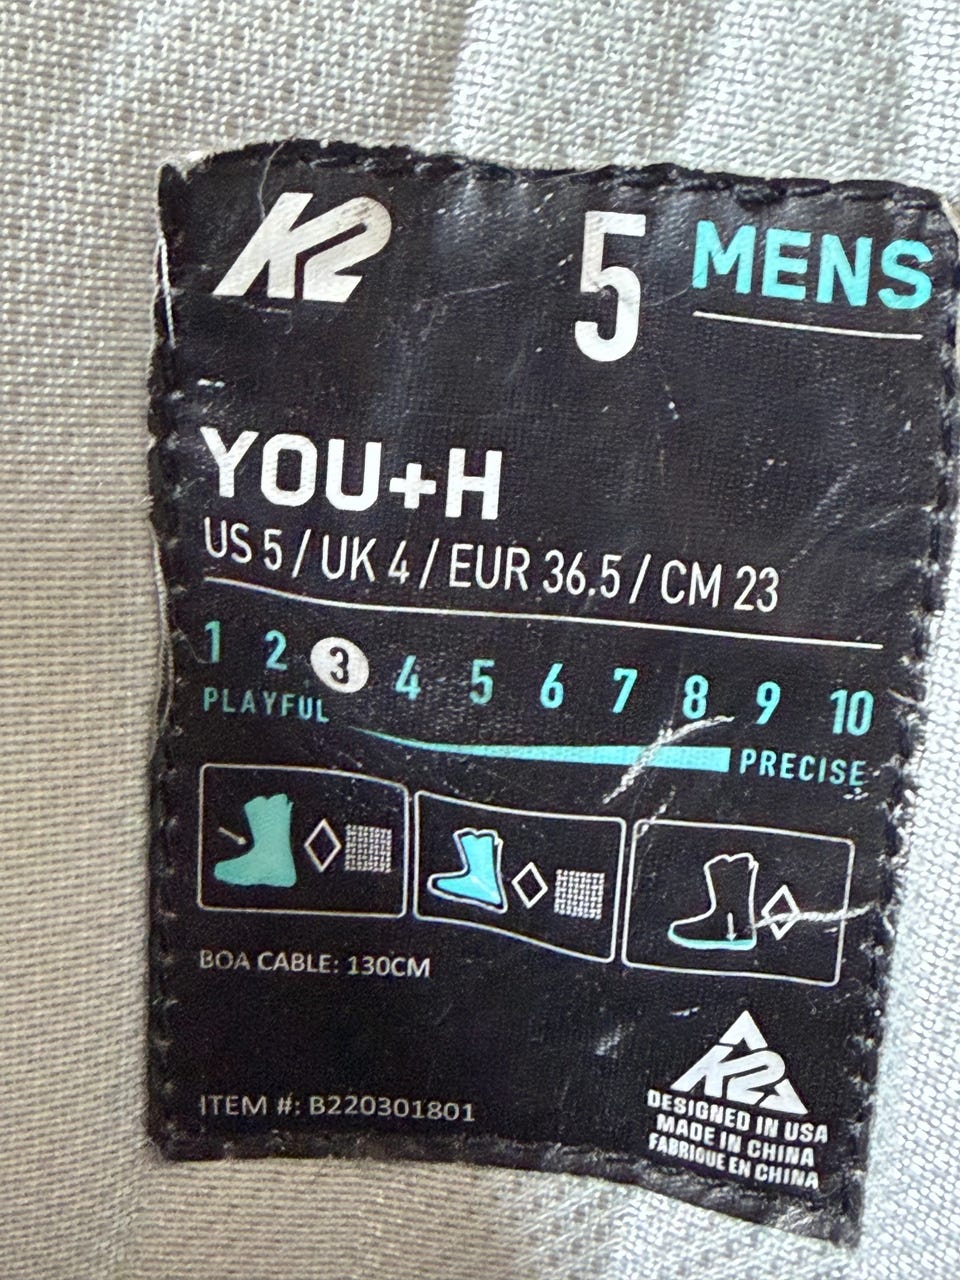 K2 5 MENS
YOU+H
US 5 / UK 4 / EUR 36.5 / CM 23
1 2 3 4 5 6 7 8 9 10
PLAYFUL PRECISE
BOA CABLE: 130CM
ITEM #: B220301801
K2
DESIGNED IN USA
MADE IN CHINA
FABRIQUE EN CHINA